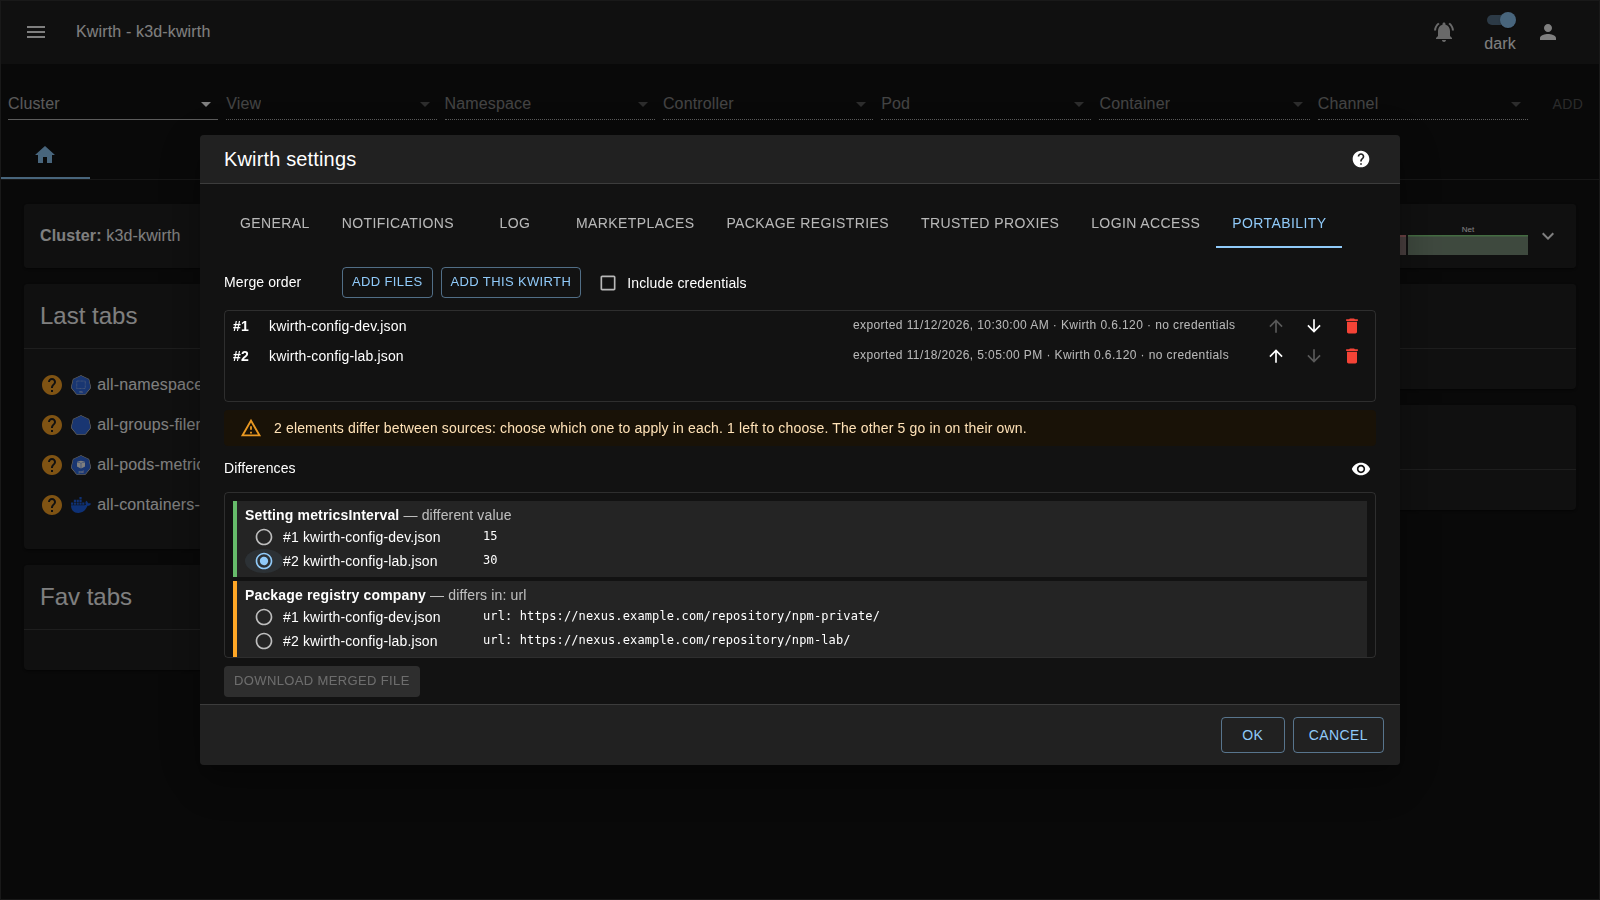 Kwirth - k3d-kwirth
dark
Cluster View Namespace Controller Pod Container Channel ADD
Kwirth settings
GENERAL NOTIFICATIONS LOG MARKETPLACES PACKAGE REGISTRIES TRUSTED PROXIES LOGIN ACCESS PORTABILITY
Cluster: k3d-kwirth
Net
Merge order ADD FILES ADD THIS KWIRTH Include credentials
Last tabs
#1 kwirth-config-dev.json exported 11/12/2026, 10:30:00 AM · Kwirth 0.6.120 · no credentials
#2 kwirth-config-lab.json exported 11/18/2026, 5:05:00 PM · Kwirth 0.6.120 · no credentials
all-namespace
all-groups-filer
all-pods-metric
all-containers-
2 elements differ between sources: choose which one to apply in each. 1 left to choose. The other 5 go in on their own.
Differences
Setting metricsInterval — different value
#1 kwirth-config-dev.json 15
#2 kwirth-config-lab.json 30
Package registry company — differs in: url
#1 kwirth-config-dev.json url: https://nexus.example.com/repository/npm-private/
#2 kwirth-config-lab.json url: https://nexus.example.com/repository/npm-lab/
Fav tabs
DOWNLOAD MERGED FILE
OK CANCEL